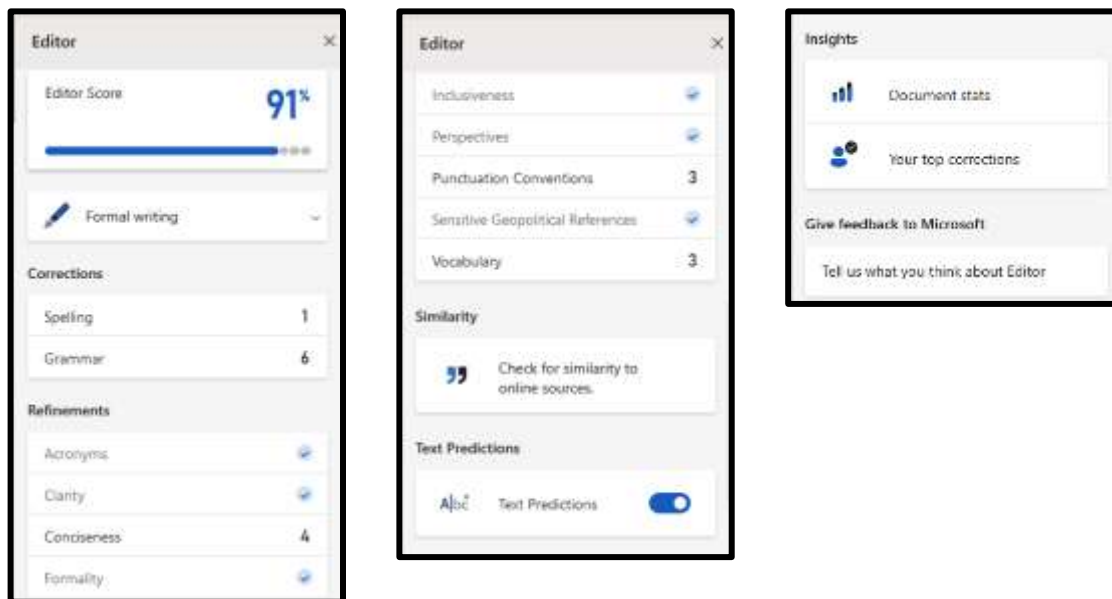 Editor
Editor Score
91%
Formal writing
Corrections
Spelling 1
Grammar 6
Refinements
Acronyms
Clarity
Conciseness 4
Formality
Editor
Inclusiveness
Perspectives
Punctuation Conventions 3
Sensitive Geopolitical References
Vocabulary 3
Similarity
Check for similarity to
online sources.
Text Predictions
Abc Text Predictions
Insights
Document stats
Your top corrections
Give feedback to Microsoft
Tell us what you think about Editor